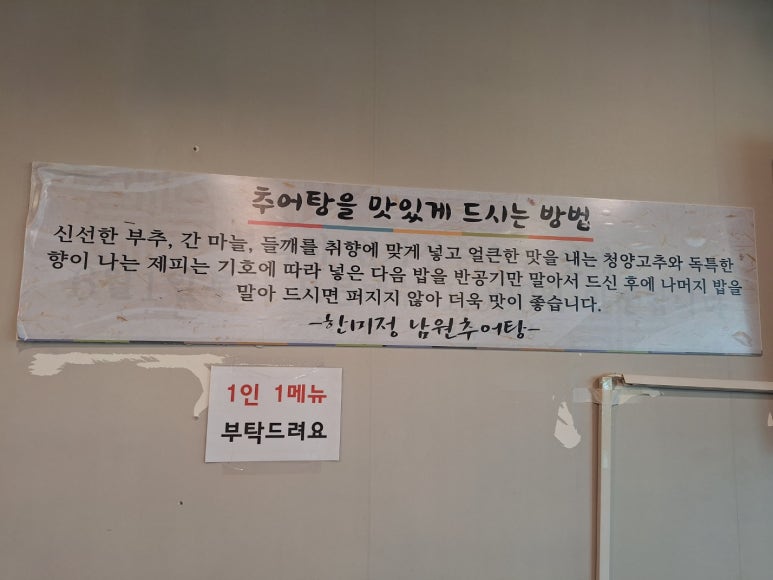 추어탕을 맛있게 드시는 방법
신선한 부추, 간 마늘, 들깨를 취향에 맞게 넣고 얼큰한 맛을 내는 청양고추와 독특한
향이 나는 제피는 기호에 따라 넣은 다음 밥을 반공기만 말아서 드신 후에 나머지 밥을
말아 드시면 퍼지지 않아 더욱 맛이 좋습니다.
-한미정 남원추어탕-
1인 1메뉴
부탁드려요